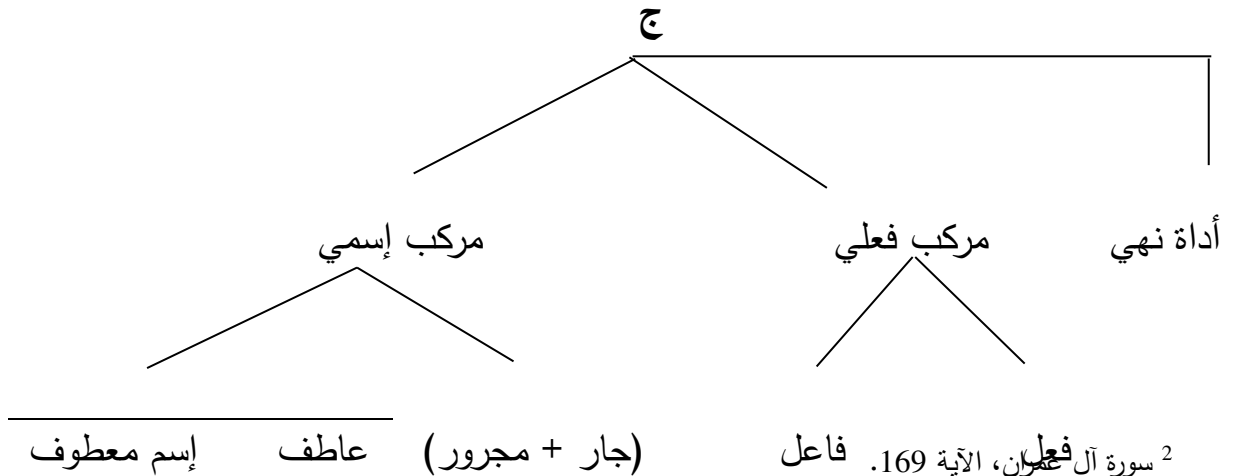 ج
أداة نهي مركب فعلي مركب إسمي
فعل فاعل (جار + مجرور) عاطف إسم معطوف
² سورة آل عمران، الآية 169.